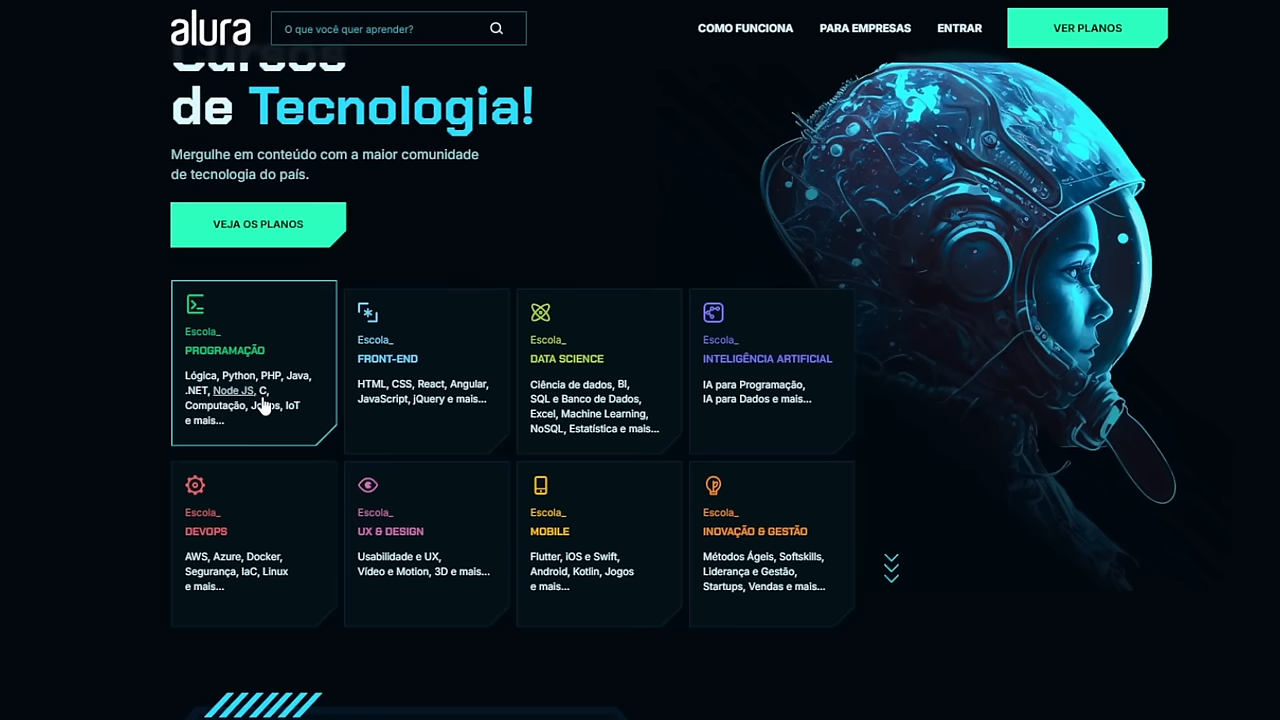 alura
O que você quer aprender?
COMO FUNCIONA
PARA EMPRESAS
ENTRAR
VER PLANOS
Cursos
de Tecnologia!
Mergulhe em conteúdo com a maior comunidade
de tecnologia do país.
VEJA OS PLANOS
Escola_
PROGRAMAÇÃO
Lógica, Python, PHP, Java,
.NET, Node JS, C,
Computação, Jogos, IoT
e mais...
Escola_
FRONT-END
HTML, CSS, React, Angular,
JavaScript, jQuery e mais...
Escola_
DATA SCIENCE
Ciência de dados, BI,
SQL e Banco de Dados,
Excel, Machine Learning,
NoSQL, Estatística e mais...
Escola_
INTELIGÊNCIA ARTIFICIAL
IA para Programação,
IA para Dados e mais...
Escola_
DEVOPS
AWS, Azure, Docker,
Segurança, IaC, Linux
e mais...
Escola_
UX & DESIGN
Usabilidade e UX,
Vídeo e Motion, 3D e mais...
Escola_
MOBILE
Flutter, iOS e Swift,
Android, Kotlin, Jogos
e mais...
Escola_
INOVAÇÃO & GESTÃO
Métodos Ágeis, Softskills,
Liderança e Gestão,
Startups, Vendas e mais...